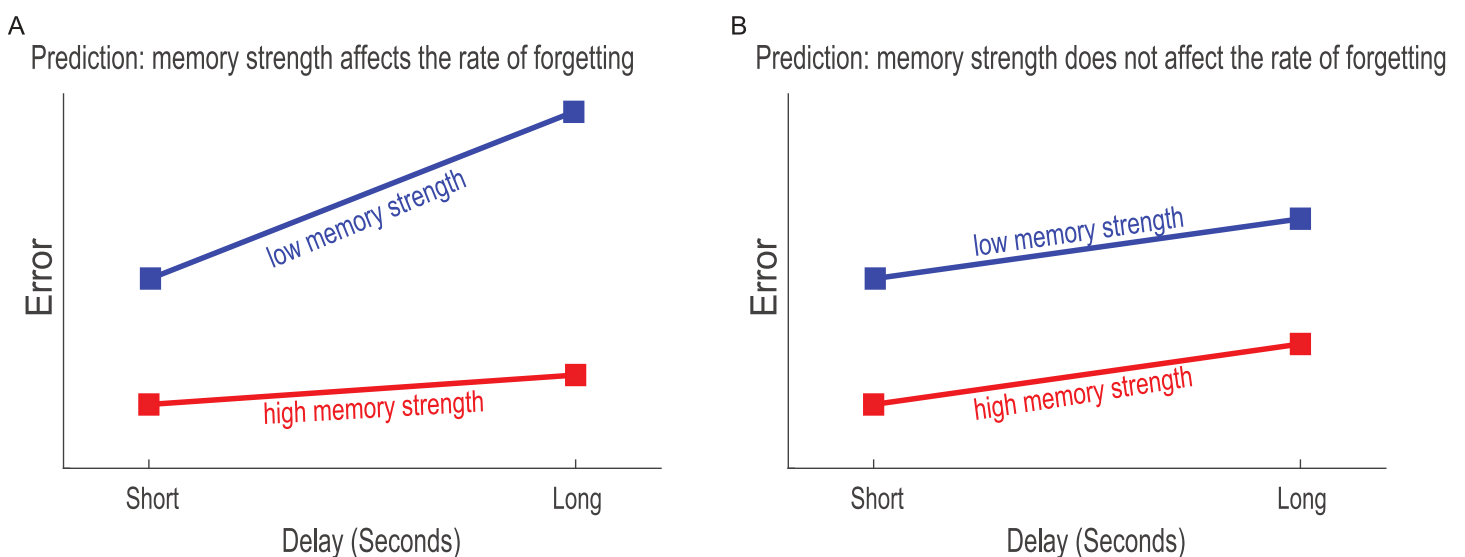 A
Prediction: memory strength affects the rate of forgetting
Error
low memory strength
high memory strength
Short
Long
Delay (Seconds)
B
Prediction: memory strength does not affect the rate of forgetting
Error
low memory strength
high memory strength
Short
Long
Delay (Seconds)